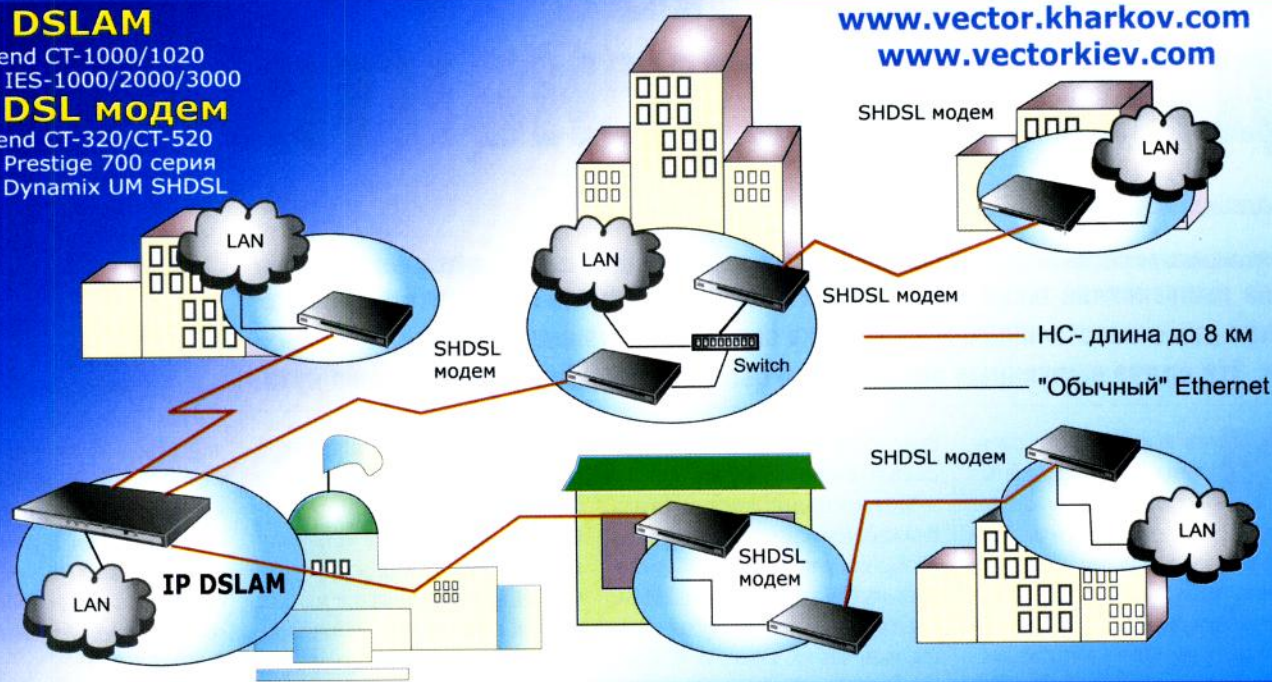 DSLAM
end CT-1000/1020
IES-1000/2000/3000
DSL модем
end CT-320/CT-520
Prestige 700 серия
Dynamix UM SHDSL
www.vector.kharkov.com
www.vectorkiev.com
SHDSL модем
LAN
LAN
LAN
SHDSL модем
SHDSL
модем
Switch
НС- длина до 8 км
"Обычный" Ethernet
SHDSL модем
LAN
SHDSL
модем
IP DSLAM
LAN